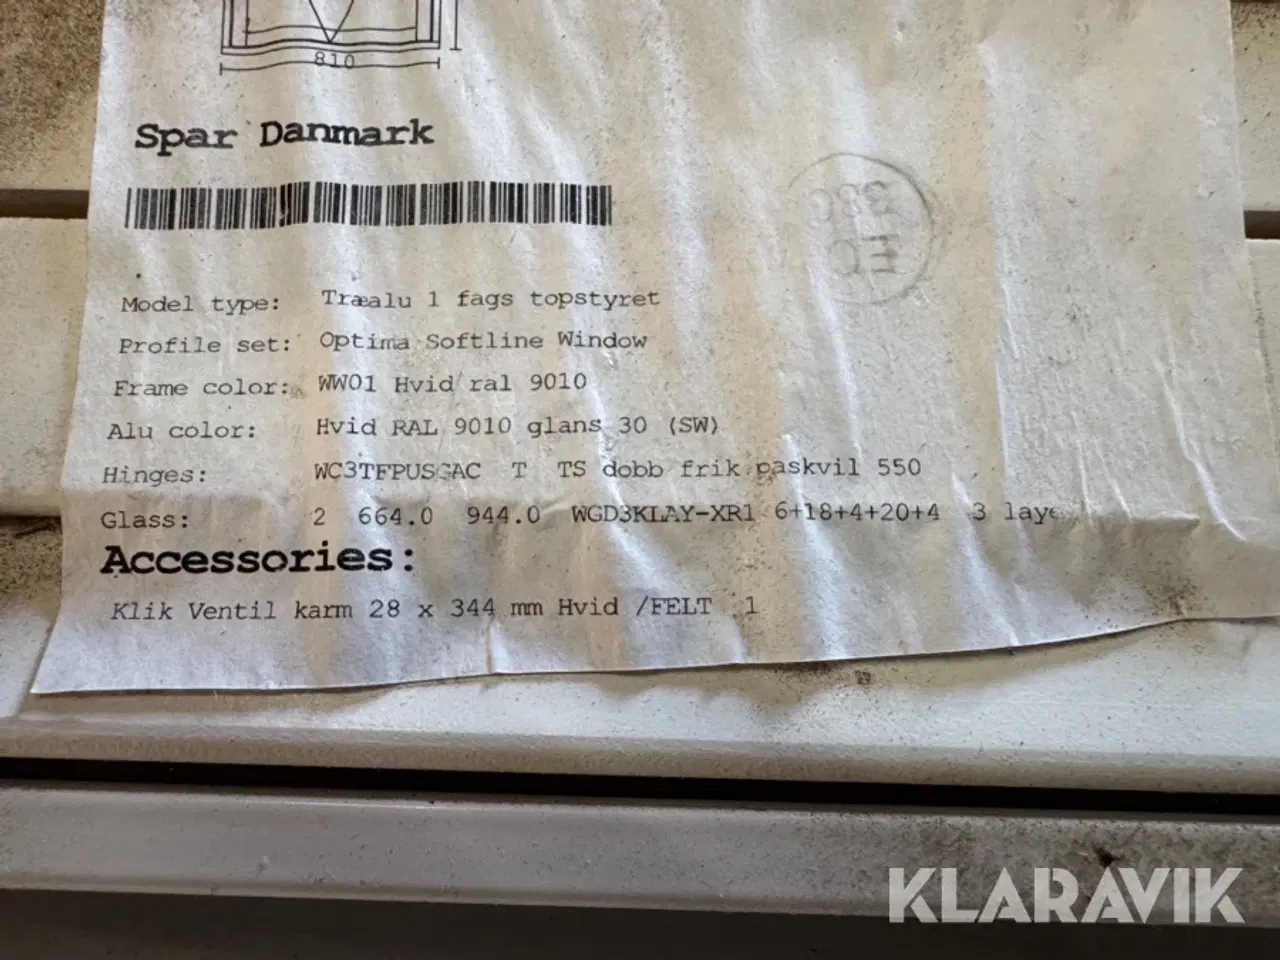 810
Spar Danmark
Model type: Træalu 1 fags topstyret
Profile set: Optima Softline Window
Frame color: WW01 Hvid ral 9010
Alu color: Hvid RAL 9010 glans 30 (SW)
Hinges: T TS dobb frik paskvil 550
Glass: 2 664.0 944.0 WGD3KLAY-XR1 6+18+4+20+4 3
Accessories:
Klik Ventil karm 28 x 344 mm Hvid /FELT 1
KLARAVIK